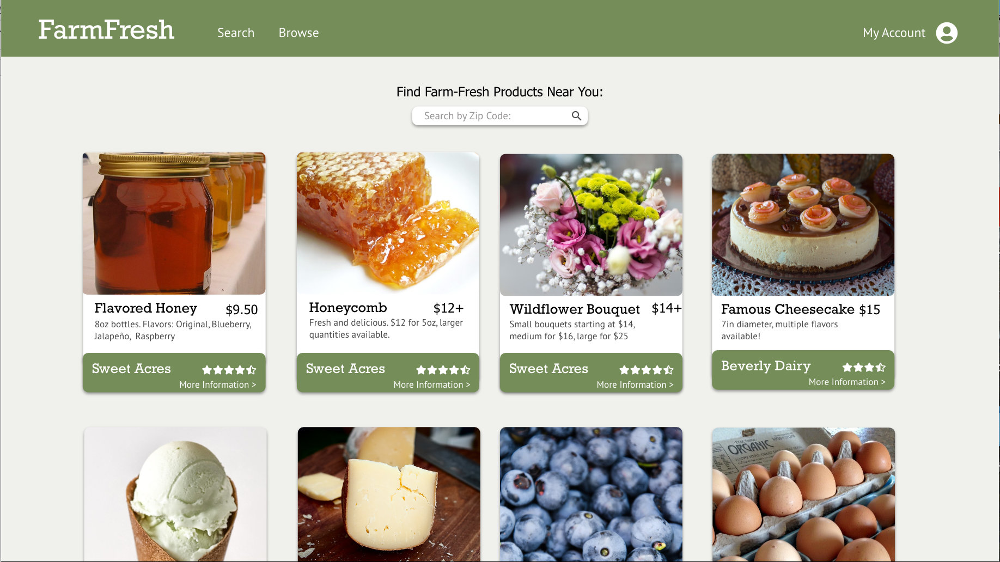 FarmFresh
Search
Browse
My Account
Find Farm-Fresh Products Near You:
Search by Zip Code:
Flavored Honey
$9.50
8oz bottles. Flavors: Original, Blueberry,
Jalapeño, Raspberry
Sweet Acres
More Information >
Honeycomb
$12+
Fresh and delicious. $12 for 5oz, larger
quantities available.
Sweet Acres
More Information >
Wildflower Bouquet
$14+
Small bouquets starting at $14,
medium for $16, large for $25
Sweet Acres
More Information >
Famous Cheesecake
$15
7in diameter, multiple flavors
available!
Beverly Dairy
More Information >
FREE RANGE
ORGANIC